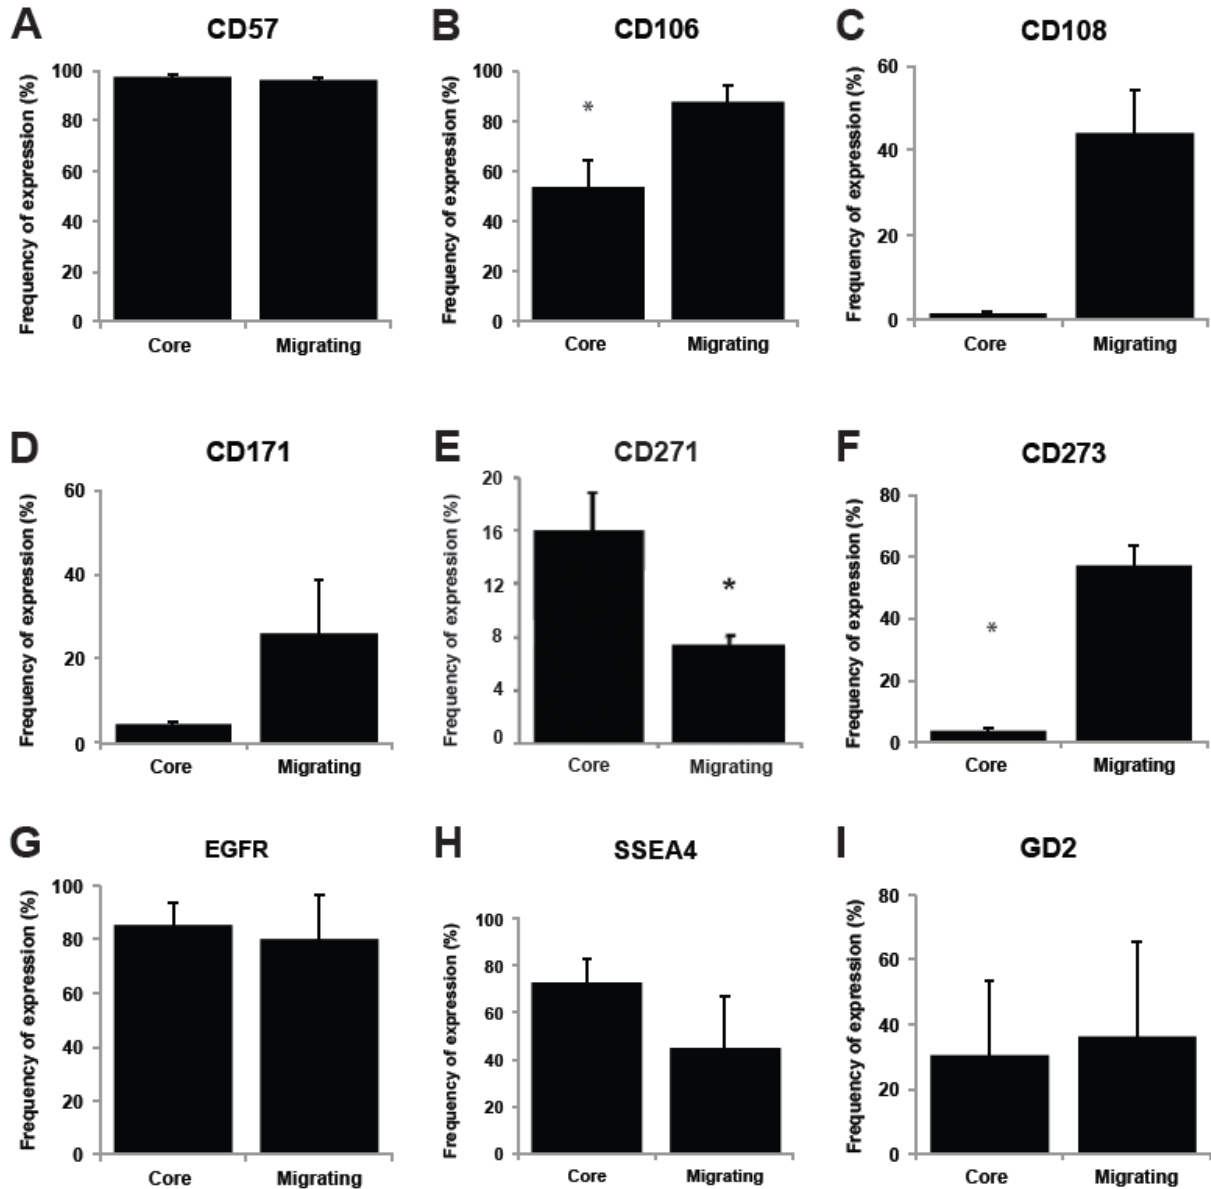 A
CD57
Frequency of expression (%)
100
80
60
40
20
0
Core
Migrating
B
CD106
Frequency of expression (%)
100
80
60
40
20
0
*
Core
Migrating
C
CD108
Frequency of expression (%)
60
40
20
0
Core
Migrating
D
CD171
Frequency of expression (%)
60
40
20
0
Core
Migrating
E
CD271
Frequency of expression (%)
20
16
12
8
4
0
*
Core
Migrating
F
CD273
Frequency of expression (%)
80
60
40
20
0
*
Core
Migrating
G
EGFR
Frequency of expression (%)
100
80
60
40
20
0
Core
Migrating
H
SSEA4
Frequency of expression (%)
100
80
60
40
20
0
Core
Migrating
I
GD2
Frequency of expression (%)
80
60
40
20
0
Core
Migrating